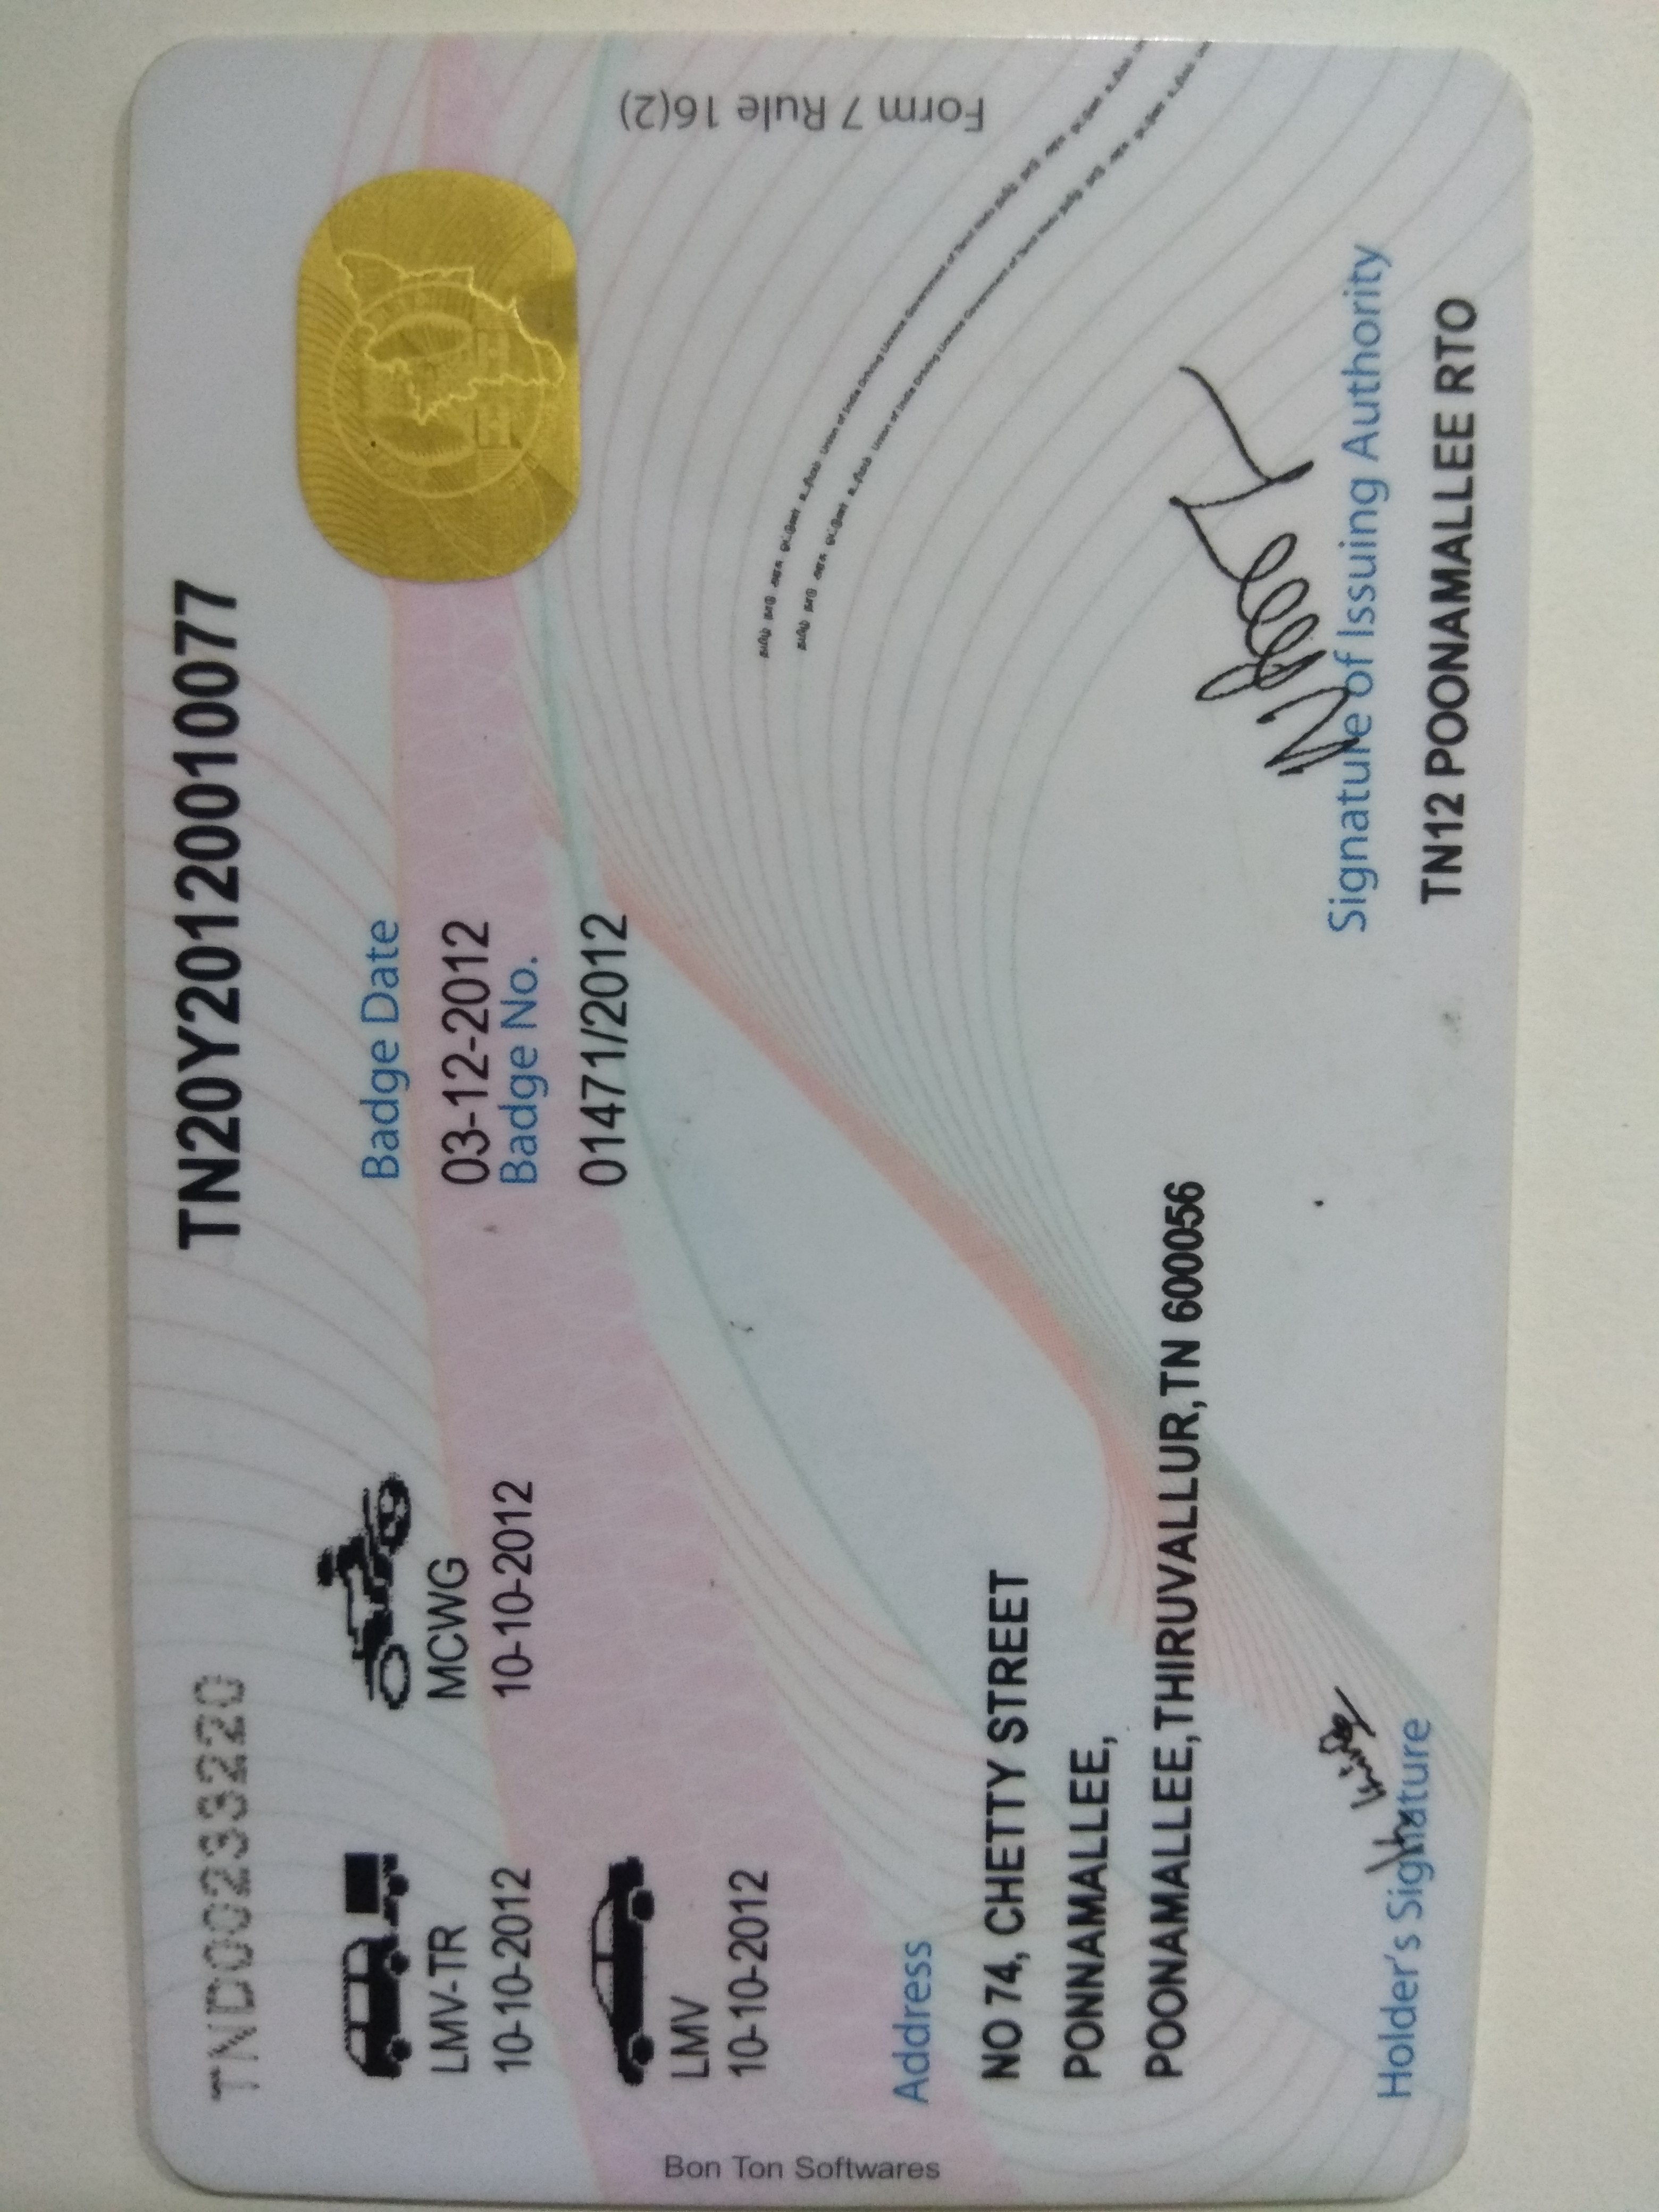 TND00233220
TN20Y20120010077
LMV-TR
10-10-2012
MCWG
10-10-2012
Badge Date
03-12-2012
Badge No.
01471/2012
LMV
10-10-2012
Address
NO 74, CHETTY STREET
PONNAMALLEE,
POONAMALLEE,THIRUVALLUR,TN 600056
Holder's Signature
Signature of Issuing Authority
TN12 POONAMALLEE RTO
Form 7 Rule 16(2)
Bon Ton Softwares